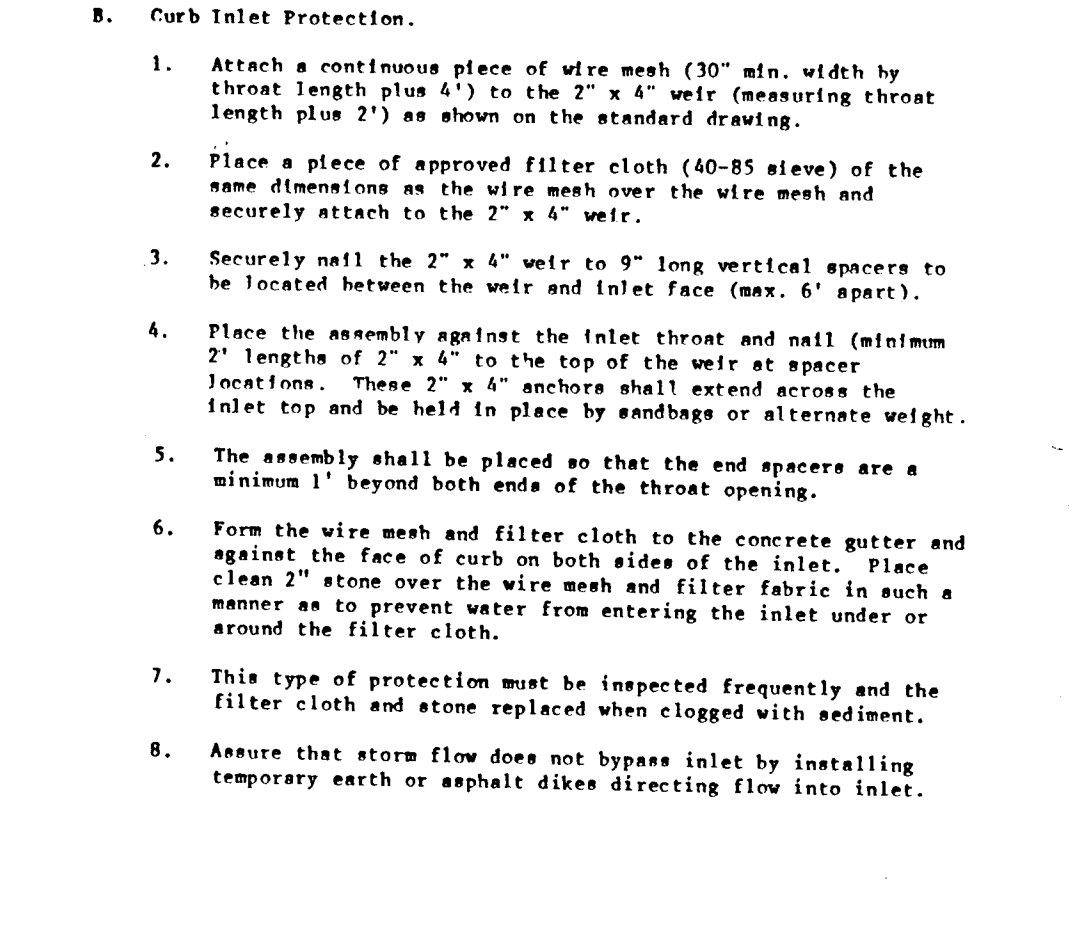 B. Curb Inlet Protection.
1. Attach a continuous piece of wire mesh (30" min. width by
throat length plus 4') to the 2" x 4" weir (measuring throat
length plus 2') as shown on the standard drawing.
2. Place a piece of approved filter cloth (40-85 sieve) of the
same dimensions as the wire mesh over the wire mesh and
securely attach to the 2" x 4" weir.
3. Securely nail the 2" x 4" weir to 9" long vertical spacers to
be located between the weir and inlet face (max. 6' apart).
4. Place the assembly against the inlet throat and nail (minimum
2' lengths of 2" x 4" to the top of the weir at spacer
locations. These 2" x 4" anchors shall extend across the
inlet top and be held in place by sandbags or alternate weight.
5. The assembly shall be placed so that the end spacers are a
minimum 1' beyond both ends of the throat opening.
6. Form the wire mesh and filter cloth to the concrete gutter and
against the face of curb on both sides of the inlet. Place
clean 2" stone over the wire mesh and filter fabric in such a
manner as to prevent water from entering the inlet under or
around the filter cloth.
7. This type of protection must be inspected frequently and the
filter cloth and stone replaced when clogged with sediment.
8. Assure that storm flow does not bypass inlet by installing
temporary earth or asphalt dikes directing flow into inlet.